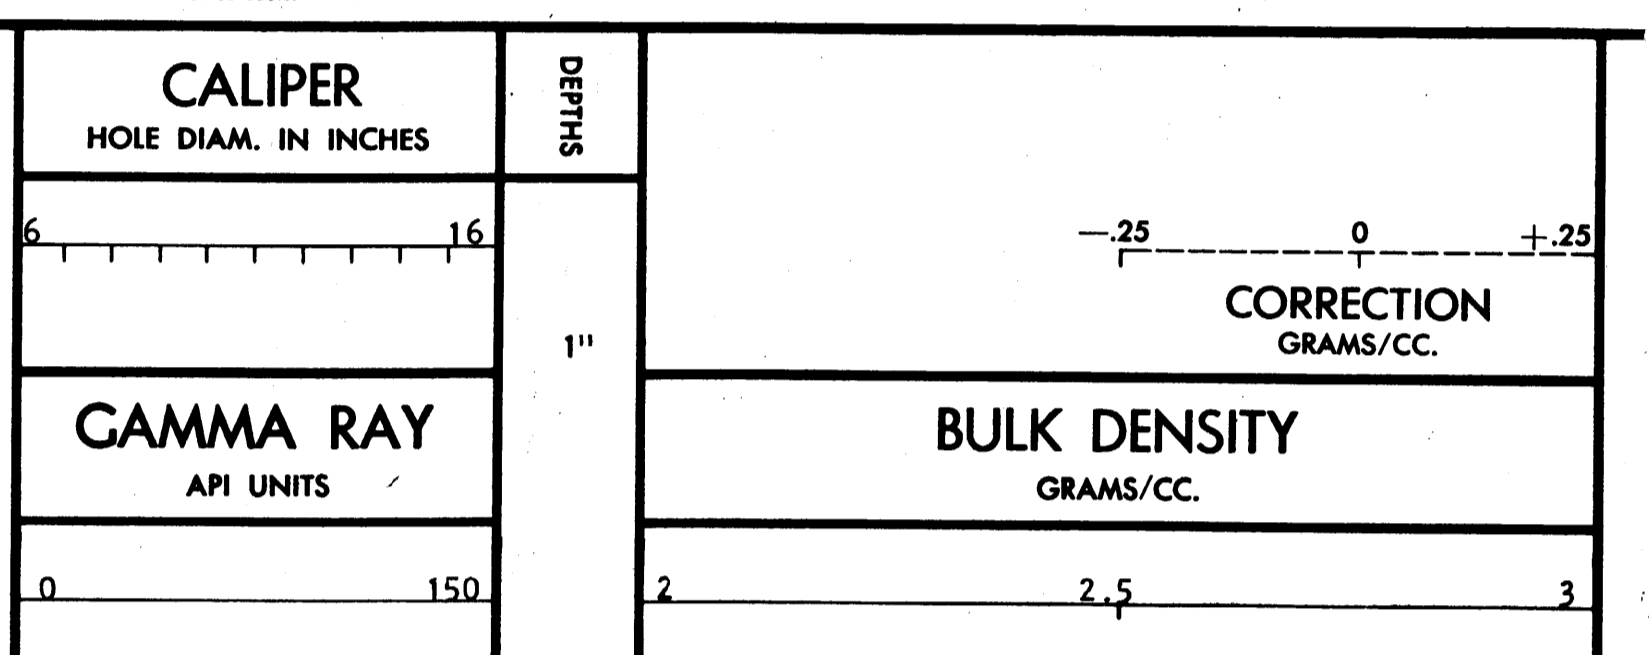 CALIPER
HOLE DIAM. IN INCHES
6 16
GAMMA RAY
API UNITS
0 150
DEPTHS
1"
—.25 0 +.25
CORRECTION
GRAMS/CC.
BULK DENSITY
GRAMS/CC.
2 2.5 3